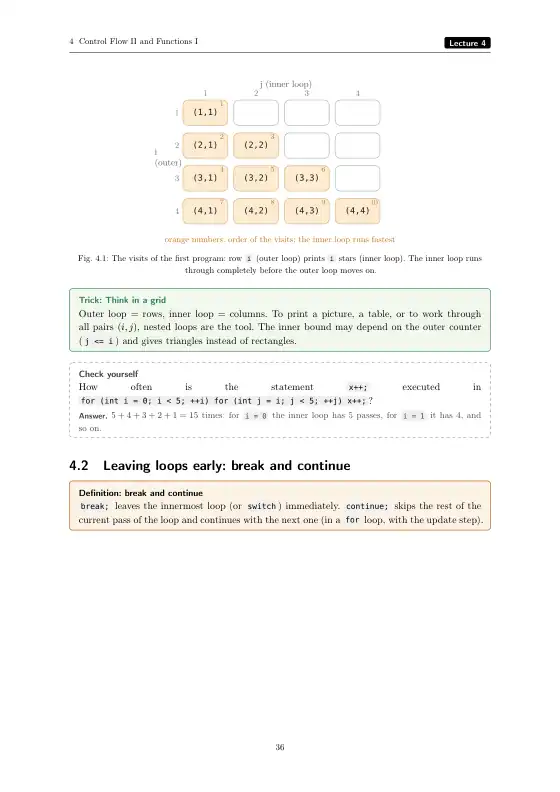 4 Control Flow II and Functions I
Lecture 4
j (inner loop)
1 2 3 4
1 (1,1) 1
2 (2,1) 2 (2,2) 3
i
(outer)
3 (3,1) 4 (3,2) 5 (3,3) 6
4 (4,1) 7 (4,2) 8 (4,3) 9 (4,4) 10
orange numbers: order of the visits; the inner loop runs fastest
Fig. 4.1: The visits of the first program: row i (outer loop) prints i stars (inner loop). The inner loop runs
through completely before the outer loop moves on.
Trick: Think in a grid
Outer loop = rows, inner loop = columns. To print a picture, a table, or to work through
all pairs (i, j), nested loops are the tool. The inner bound may depend on the outer counter
( j <= i ) and gives triangles instead of rectangles.
Check yourself
How often is the statement x++; executed in
for (int i = 0; i < 5; ++i) for (int j = i; j < 5; ++j) x++; ?
Answer. 5 + 4 + 3 + 2 + 1 = 15 times: for i = 0 the inner loop has 5 passes, for i = 1 it has 4, and
so on.
4.2 Leaving loops early: break and continue
Definition: break and continue
break; leaves the innermost loop (or switch ) immediately. continue; skips the rest of the
current pass of the loop and continues with the next one (in a for loop, with the update step).
36